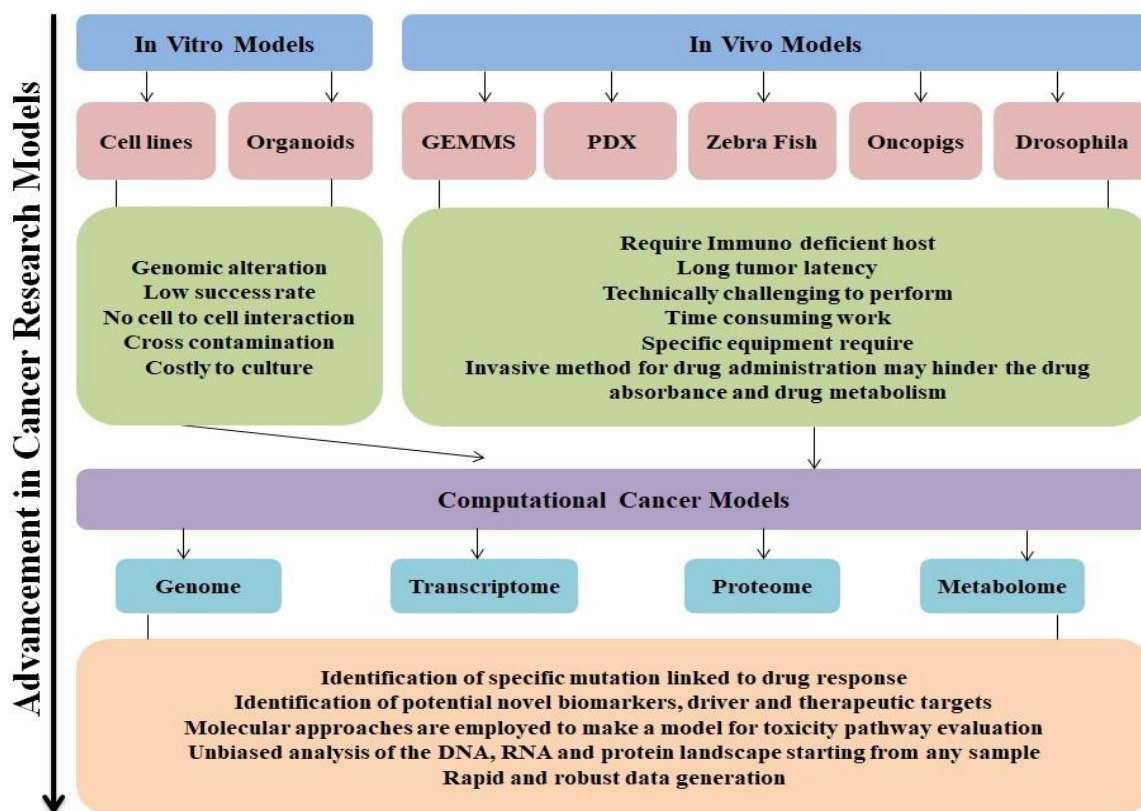 Advancement in Cancer Research Models
In Vitro Models
In Vivo Models
Cell lines
Organoids
GEMMS
PDX
Zebra Fish
Oncopigs
Drosophila
Genomic alteration
Low success rate
No cell to cell interaction
Cross contamination
Costly to culture
Require Immuno deficient host
Long tumor latency
Technically challenging to perform
Time consuming work
Specific equipment require
Invasive method for drug administration may hinder the drug
absorbance and drug metabolism
Computational Cancer Models
Genome
Transcriptome
Proteome
Metabolome
Identification of specific mutation linked to drug response
Identification of potential novel biomarkers, driver and therapeutic targets
Molecular approaches are employed to make a model for toxicity pathway evaluation
Unbiased analysis of the DNA, RNA and protein landscape starting from any sample
Rapid and robust data generation